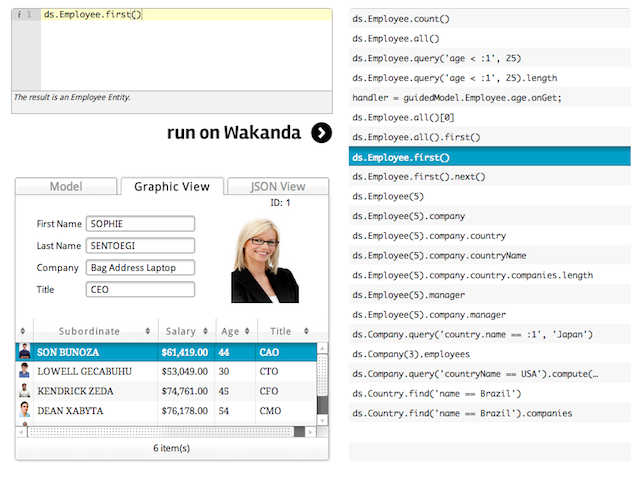 i 1 ds.Employee.first()
The result is an Employee Entity.
run on Wakanda
Model Graphic View JSON View
ID: 1
First Name SOPHIE
Last Name SENTOEGI
Company Bag Address Laptop
Title CEO
Subordinate Salary Age Title
SON BUNOZA $61,419.00 44 CAO
LOWELL GECABUHU $53,049.00 30 CTO
KENDRICK ZEDA $74,761.00 45 CFO
DEAN XABYTA $76,178.00 54 CMO
6 item(s)
ds.Employee.count()
ds.Employee.all()
ds.Employee.query('age < :1', 25)
ds.Employee.query('age < :1', 25).length
handler = guidedModel.Employee.age.onGet;
ds.Employee.all()[0]
ds.Employee.all().first()
ds.Employee.first()
ds.Employee.first().next()
ds.Employee(5)
ds.Employee(5).company
ds.Employee(5).company.country
ds.Employee(5).company.countryName
ds.Employee(5).company.country.companies.length
ds.Employee(5).manager
ds.Employee(5).company.manager
ds.Company.query('country.name == :1', 'Japan')
ds.Company(3).employees
ds.Company.query('countryName == USA').compute(…
ds.Country.find('name == Brazil')
ds.Country.find('name == Brazil').companies